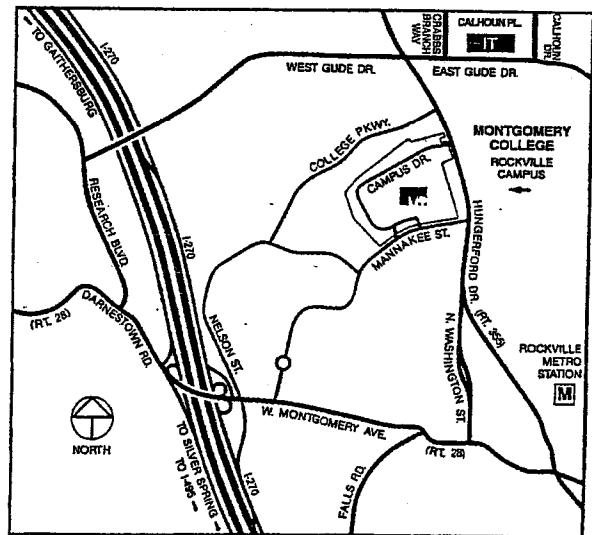 CRABBS
BRANCH
WAY
CALHOUN PL.
IT
CALHOUN
DR.
← TO GAITHERSBURG
I-270
WEST GUDE DR.
EAST GUDE DR.
COLLEGE PKWY.
CAMPUS DR.
MONTGOMERY
COLLEGE
ROCKVILLE
CAMPUS
MANNAKEE ST.
RESEARCH BLVD.
I-270
HUNGERFORD DR.
(RT. 355)
(RT. 28)
DARNESTOWN RD.
NELSON ST.
N. WASHINGTON ST.
ROCKVILLE
METRO
STATION
M
W. MONTGOMERY AVE.
(RT. 28)
NORTH
TO SILVER SPRING →
TO I-495 →
I-270
FALLS RD.